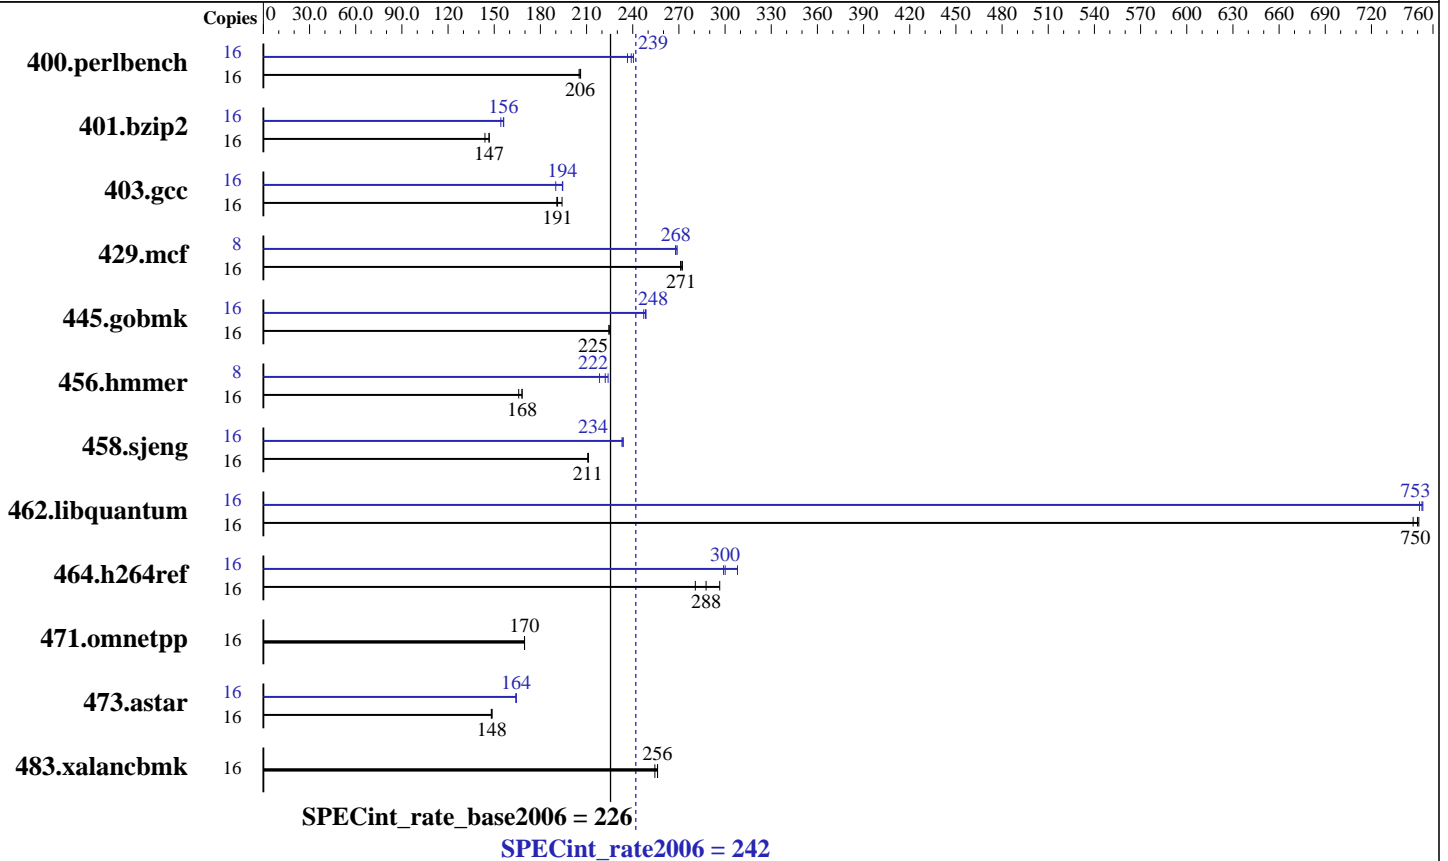 Copies 0 30.0 60.0 90.0 120 150 180 210 240 270 300 330 360 390 420 450 480 510 540 570 600 630 660 690 720 760
400.perlbench 16 239
16 206
401.bzip2 16 156
16 147
403.gcc 16 194
16 191
429.mcf 8 268
16 271
445.gobmk 16 248
16 225
456.hmmer 8 222
16 168
458.sjeng 16 234
16 211
462.libquantum 16 753
16 750
464.h264ref 16 300
16 288
471.omnetpp 16 170
473.astar 16 164
16 148
483.xalancbmk 16 256
SPECint_rate_base2006 = 226
SPECint_rate2006 = 242